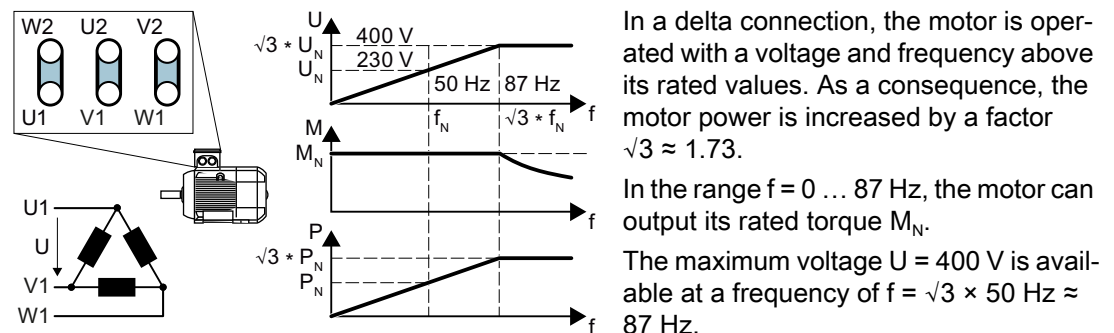 W2 U2 V2
U1 V1 W1
U1
U
V1
W1
U
√3 * U_N
400 V
U_N
230 V
50 Hz
87 Hz
f_N
√3 * f_N
f
M
M_N
f
P
√3 * P_N
P_N
f
In a delta connection, the motor is oper-
ated with a voltage and frequency above
its rated values. As a consequence, the
motor power is increased by a factor
√3 ≈ 1.73.
In the range f = 0 … 87 Hz, the motor can
output its rated torque M_N.
The maximum voltage U = 400 V is avail-
able at a frequency of f = √3 × 50 Hz ≈
87 Hz.